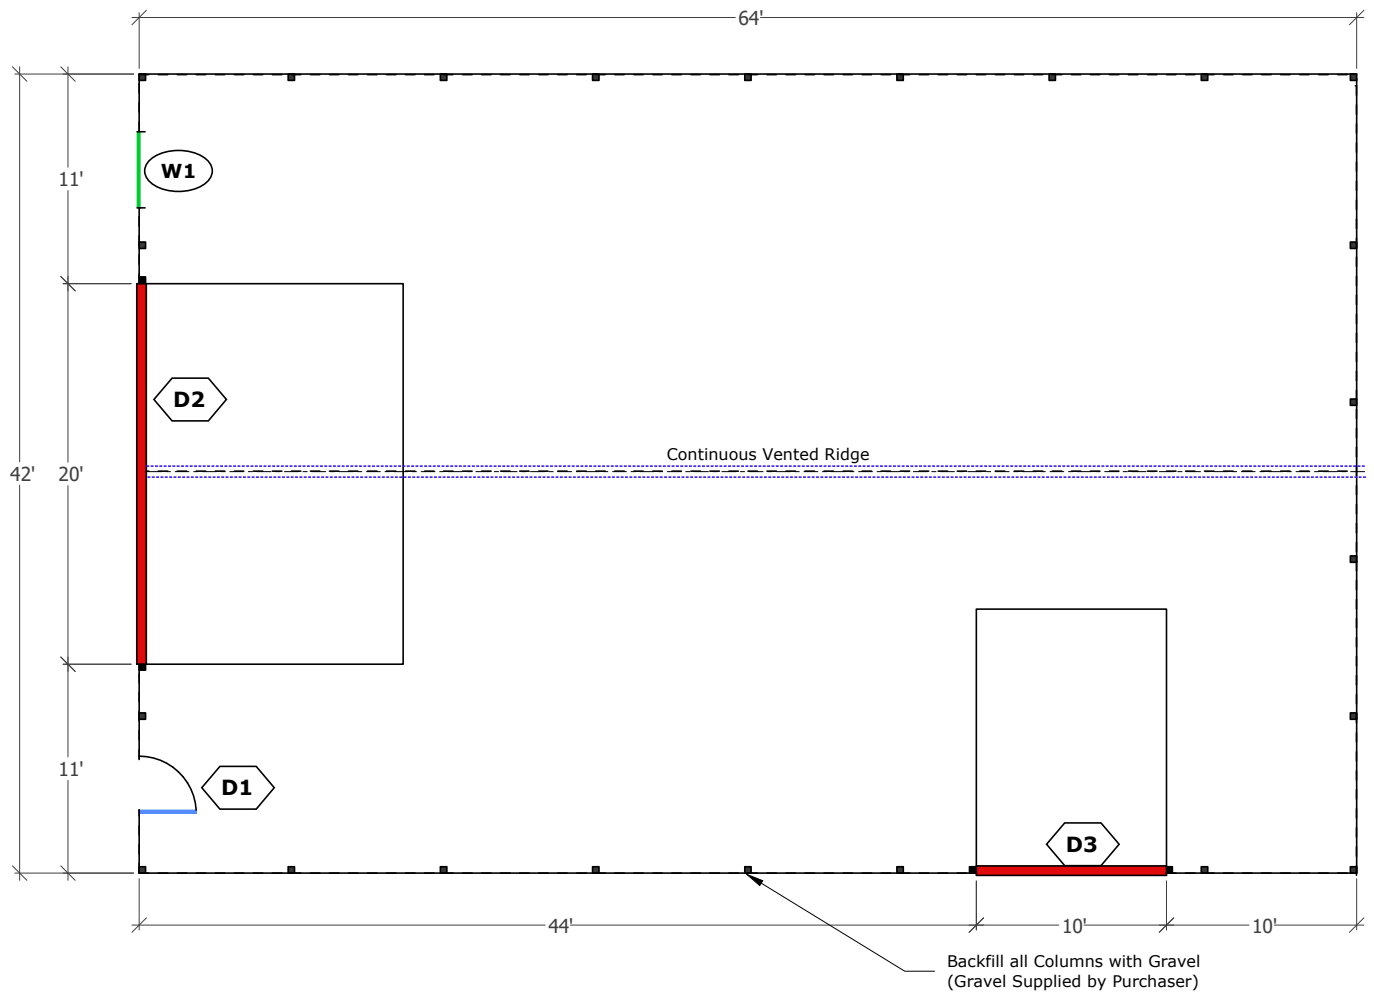 64'
W1
11'
D2
Continuous Vented Ridge
42'
20'
11'
D1
D3
44'
10'
10'
Backfill all Columns with Gravel
(Gravel Supplied by Purchaser)